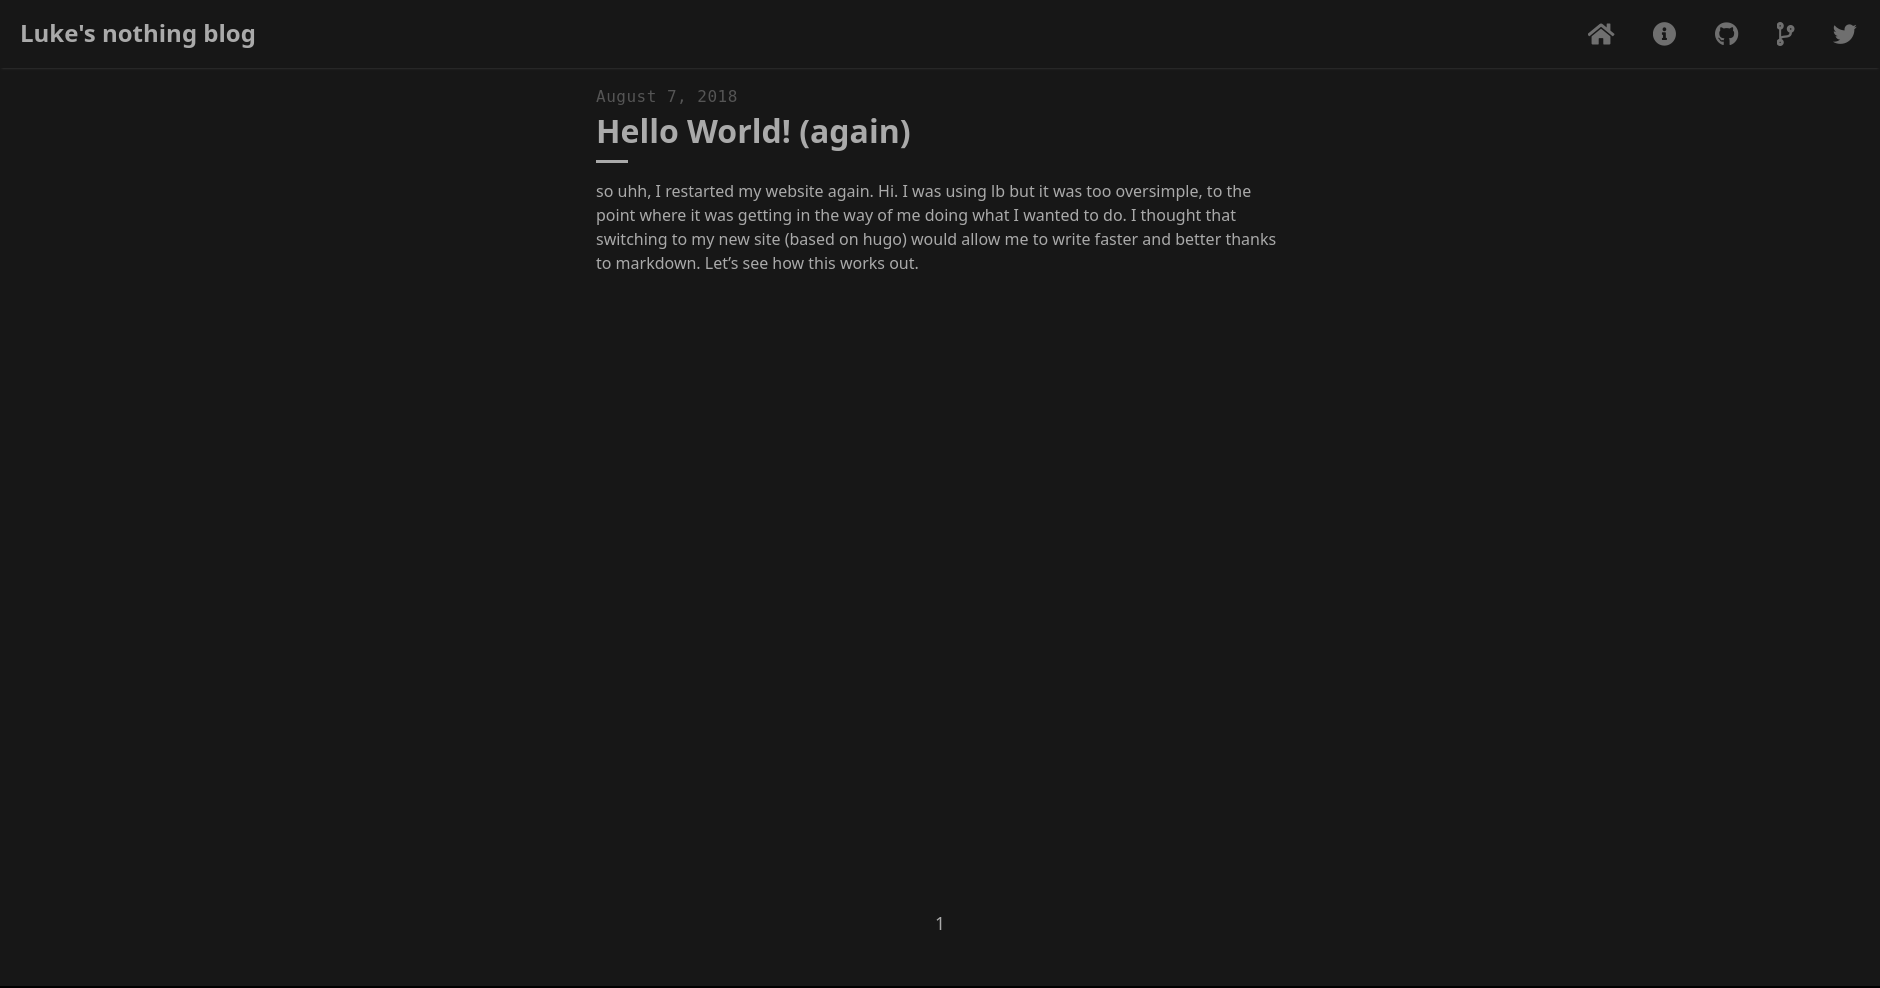 Luke's nothing blog
August 7, 2018
Hello World! (again)
so uhh, I restarted my website again. Hi. I was using lb but it was too oversimple, to the
point where it was getting in the way of me doing what I wanted to do. I thought that
switching to my new site (based on hugo) would allow me to write faster and better thanks
to markdown. Let’s see how this works out.
1